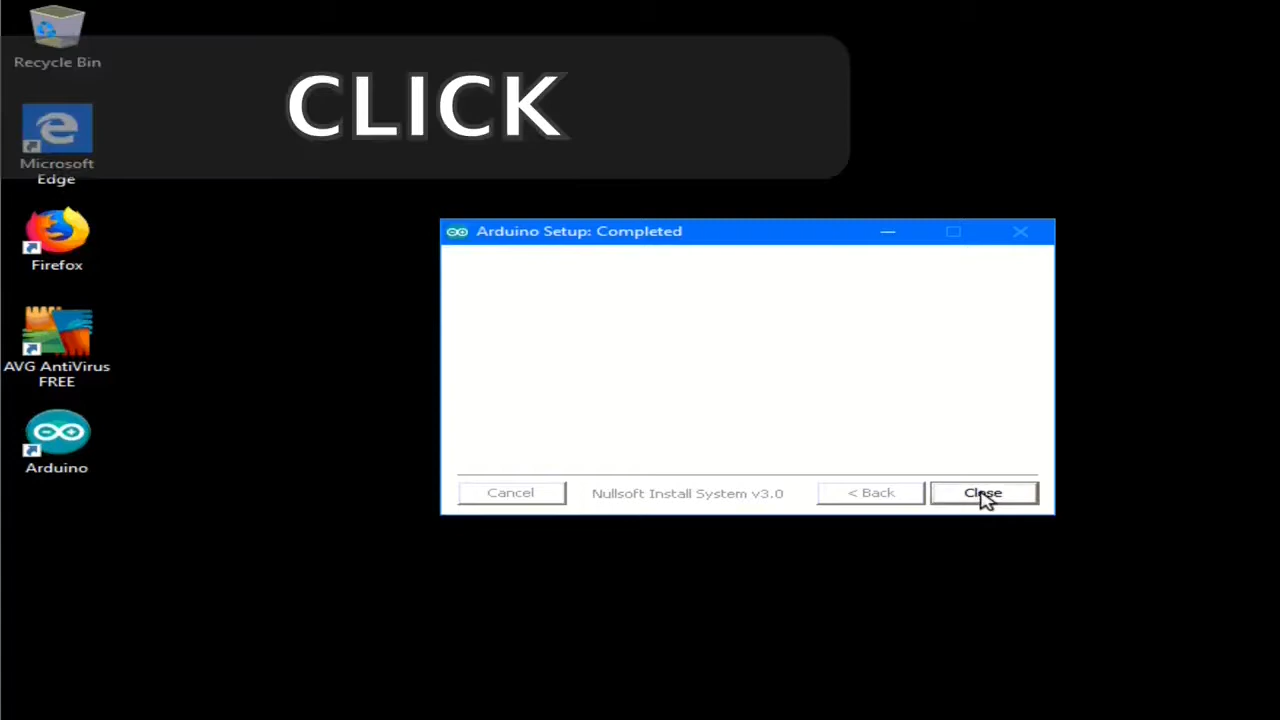 Recycle Bin
CLICK
Microsoft
Edge
Firefox
AVG AntiVirus
FREE
Arduino
Arduino Setup: Completed
Cancel
Nullsoft Install System v3.0
< Back
Close